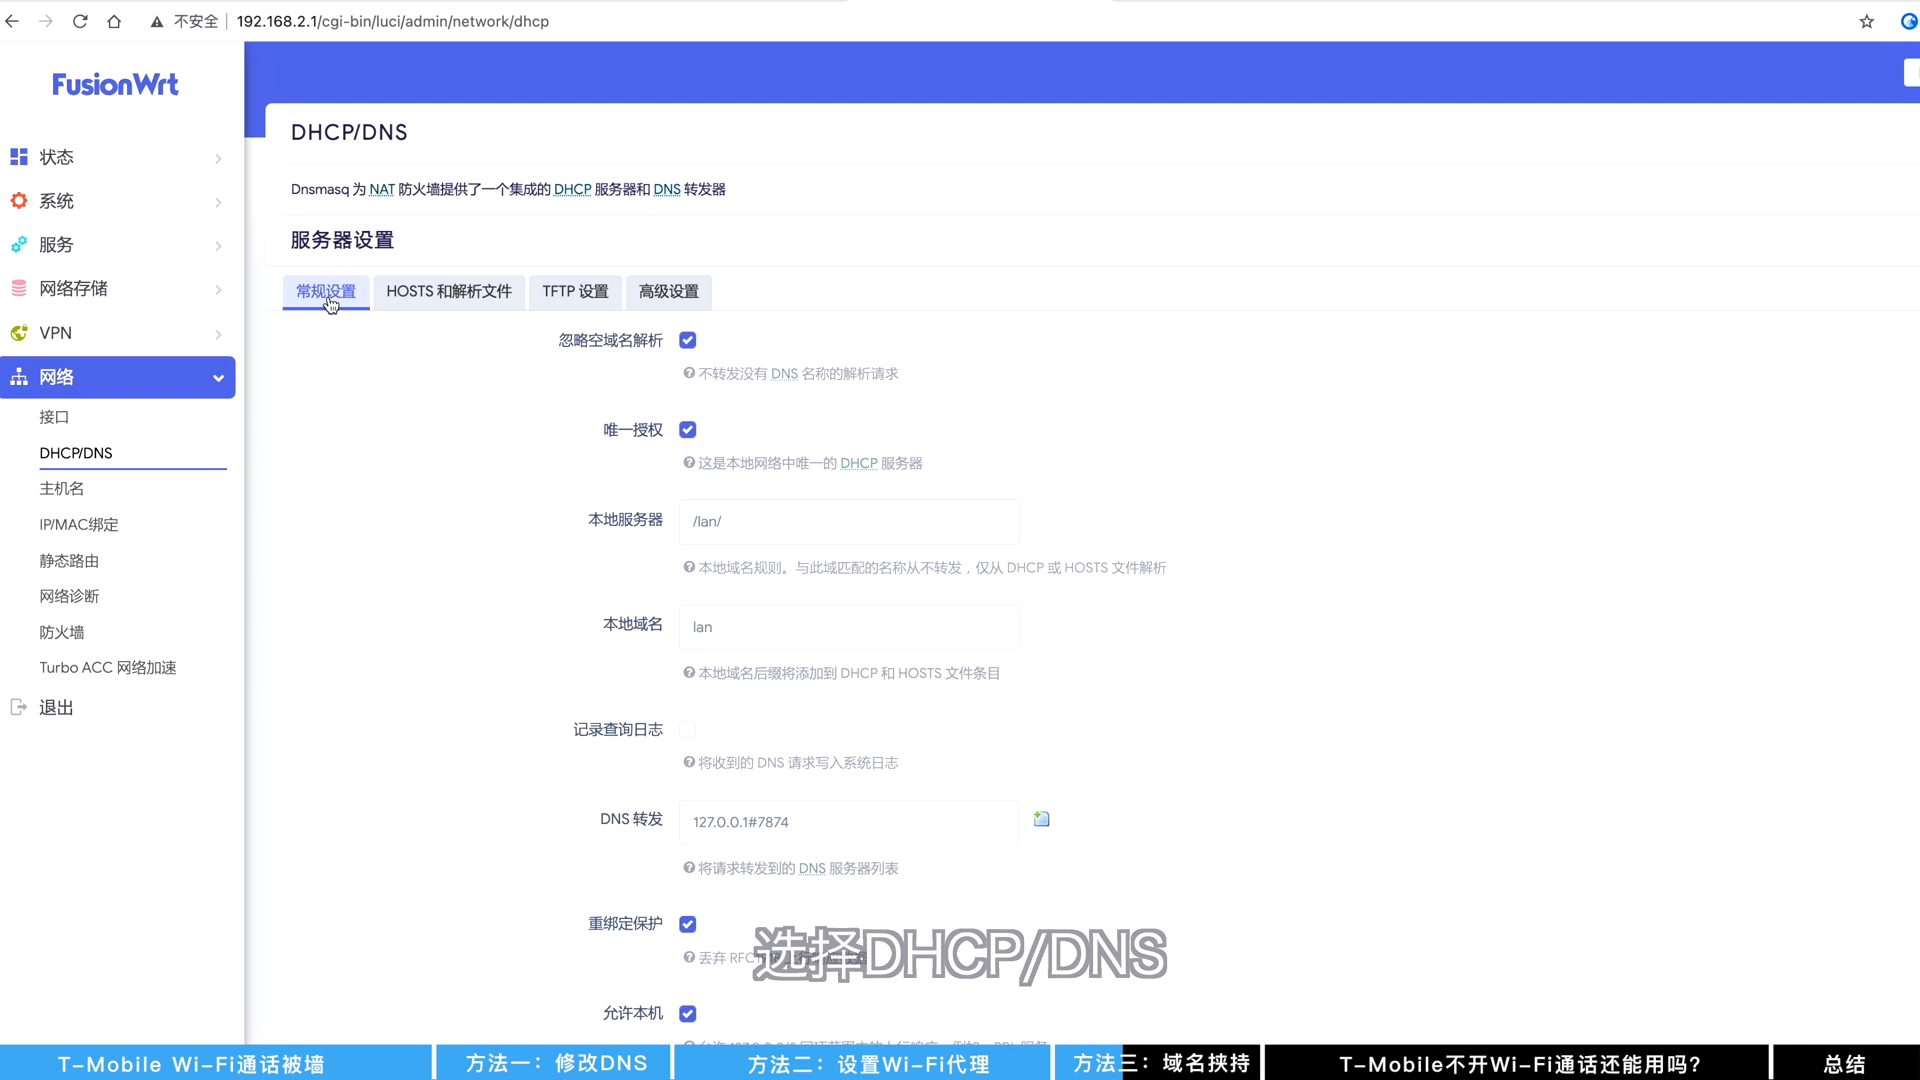 不安全
192.168.2.1/cgi-bin/luci/admin/network/dhcp
FusionWrt
状态
系统
服务
网络存储
VPN
网络
接口
DHCP/DNS
主机名
IP/MAC绑定
静态路由
网络诊断
防火墙
Turbo ACC 网络加速
退出
DHCP/DNS
Dnsmasq 为 NAT 防火墙提供了一个集成的 DHCP 服务器和 DNS 转发器
服务器设置
常规设置 HOSTS 和解析文件 TFTP 设置 高级设置
忽略空域名解析
不转发没有 DNS 名称的解析请求
唯一授权
这是本地网络中唯一的 DHCP 服务器
本地服务器 /lan/
本地域名规则。与此域匹配的名称从不转发，仅从 DHCP 或 HOSTS 文件解析
本地域名 lan
本地域名后缀将添加到 DHCP 和 HOSTS 文件条目
记录查询日志
将收到的 DNS 请求写入系统日志
DNS 转发 127.0.0.1#7874
将请求转发到的 DNS 服务器列表
重绑定保护
丢弃
选择DHCP/DNS
允许本机
T-Mobile Wi-Fi通话被墙 方法一：修改DNS 方法二：设置Wi-Fi代理 方法三：域名挟持 T-Mobile不开Wi-Fi通话还能用吗？ 总结